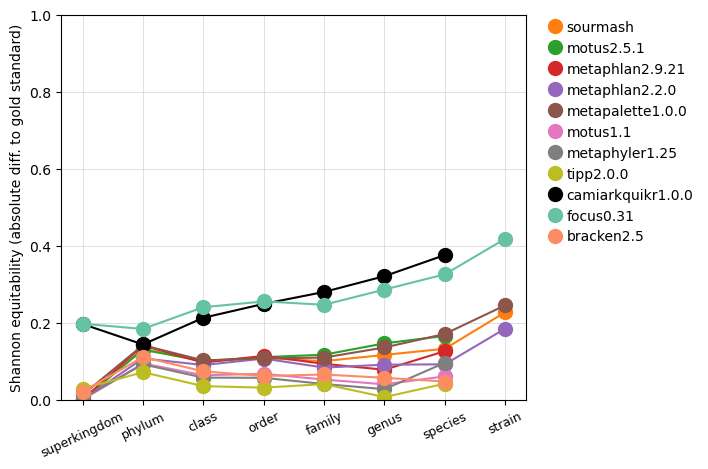 Shannon equitability (absolute diff. to gold standard)
1.0
0.8
0.6
0.4
0.2
0.0
superkingdom
phylum
class
order
family
genus
species
strain
sourmash
motus2.5.1
metaphlan2.9.21
metaphlan2.2.0
metapalette1.0.0
motus1.1
metaphyler1.25
tipp2.0.0
camiarkquikr1.0.0
focus0.31
bracken2.5